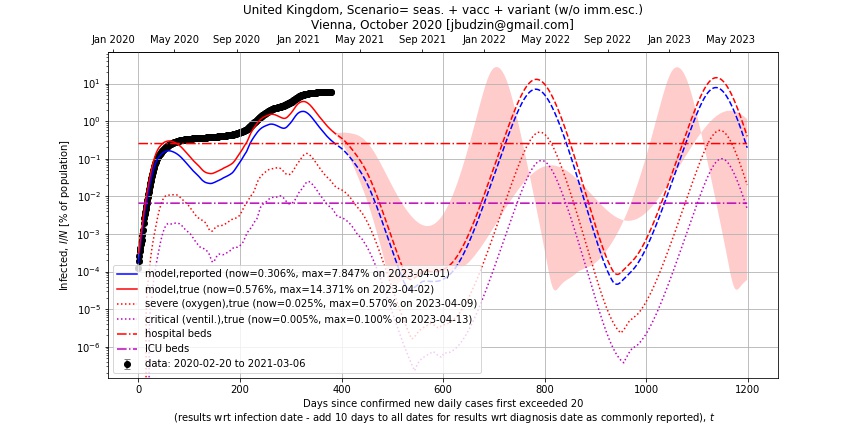 United Kingdom, Scenario= seas. + vacc + variant (w/o imm.esc.)
Vienna, October 2020 [jbudzin@gmail.com]
Jan 2020 May 2020 Sep 2020 Jan 2021 May 2021 Sep 2021 Jan 2022 May 2022 Sep 2022 Jan 2023 May 2023
Infected, I/N [% of population]
10¹
10⁰
10⁻¹
10⁻²
10⁻³
10⁻⁴
10⁻⁵
10⁻⁶
model,reported (now=0.306%, max=7.847% on 2023-04-01)
model,true (now=0.576%, max=14.371% on 2023-04-02)
severe (oxygen),true (now=0.025%, max=0.570% on 2023-04-09)
critical (ventil.),true (now=0.005%, max=0.100% on 2023-04-13)
hospital beds
ICU beds
data: 2020-02-20 to 2021-03-06
0 200 400 600 800 1000 1200
Days since confirmed new daily cases first exceeded 20
(results wrt infection date - add 10 days to all dates for results wrt diagnosis date as commonly reported), t